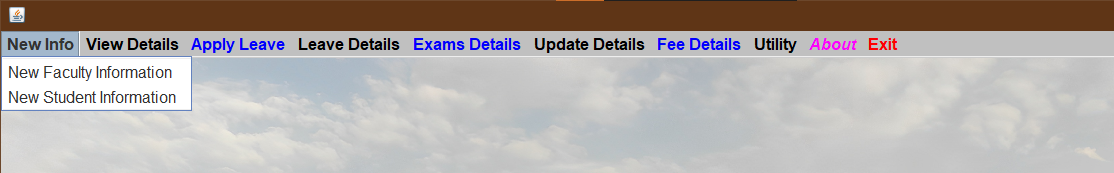 New Info View Details Apply Leave Leave Details Exams Details Update Details Fee Details Utility About Exit
New Faculty Information
New Student Information